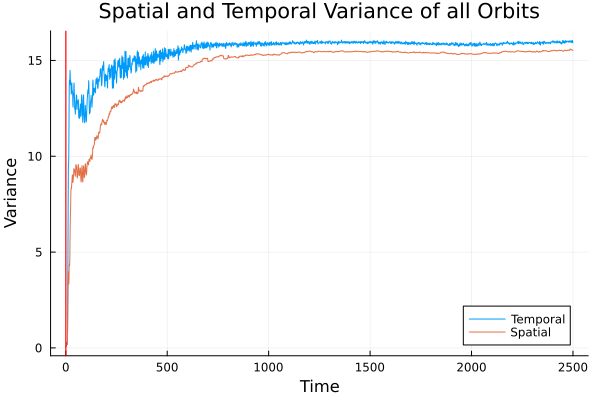 Spatial and Temporal Variance of all Orbits
Variance
15
10
5
0
0 500 1000 1500 2000 2500
Time
Temporal
Spatial